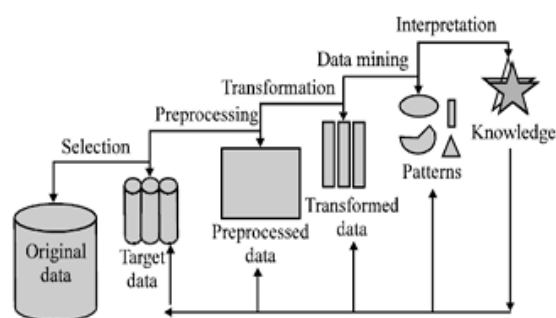 Interpretation
Data mining
Transformation
Preprocessing
Selection
Knowledge
Patterns
Transformed
data
Preprocessed
data
Target
data
Original
data